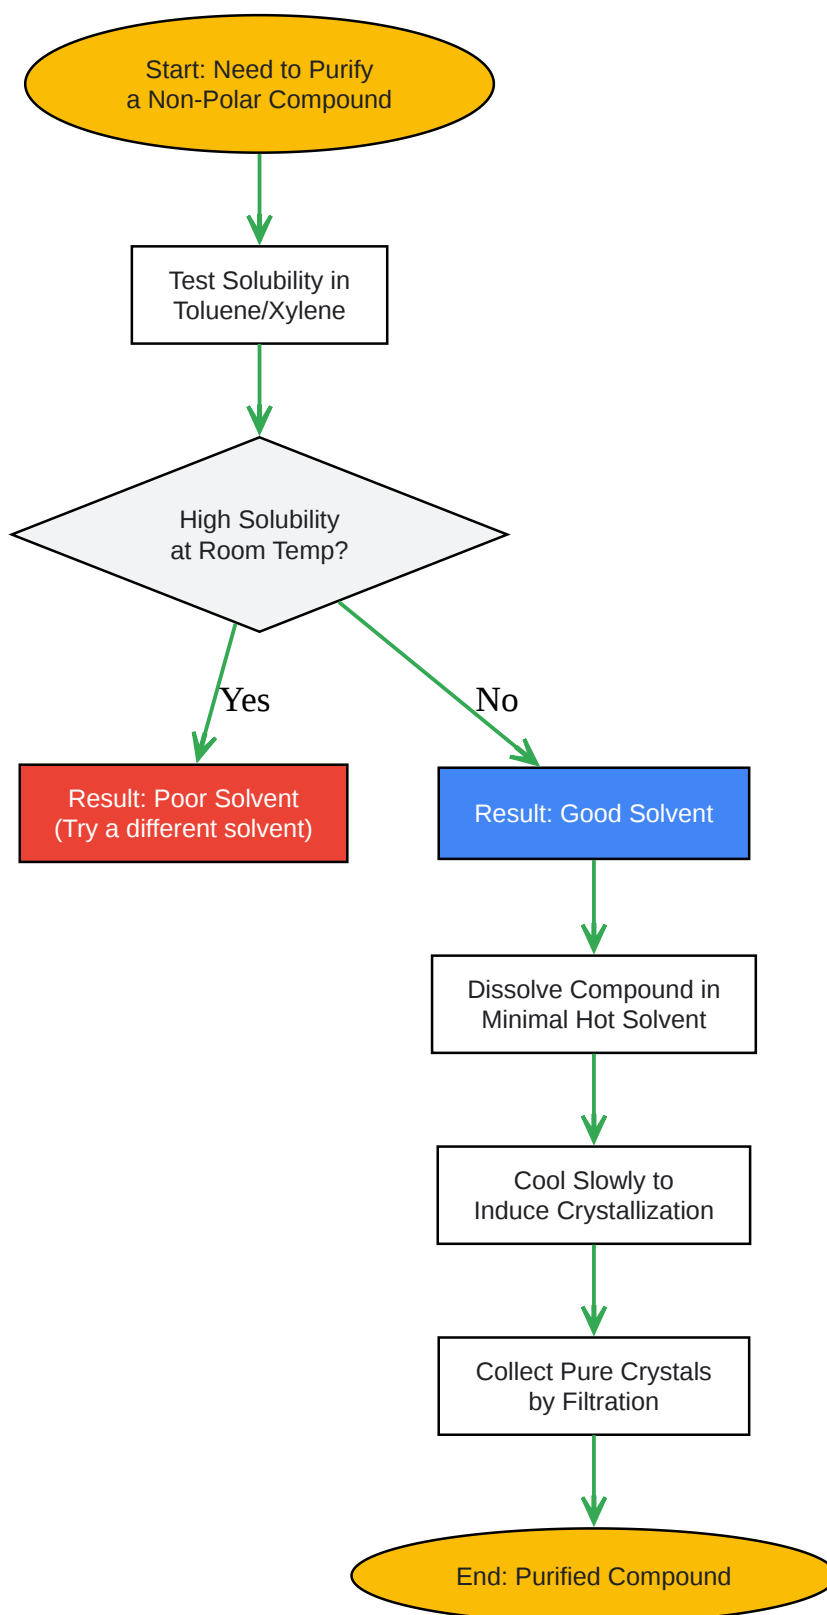 Start: Need to Purify
a Non-Polar Compound
Test Solubility in
Toluene/Xylene
High Solubility
at Room Temp?
Yes
No
Result: Poor Solvent
(Try a different solvent)
Result: Good Solvent
Dissolve Compound in
Minimal Hot Solvent
Cool Slowly to
Induce Crystallization
Collect Pure Crystals
by Filtration
End: Purified Compound